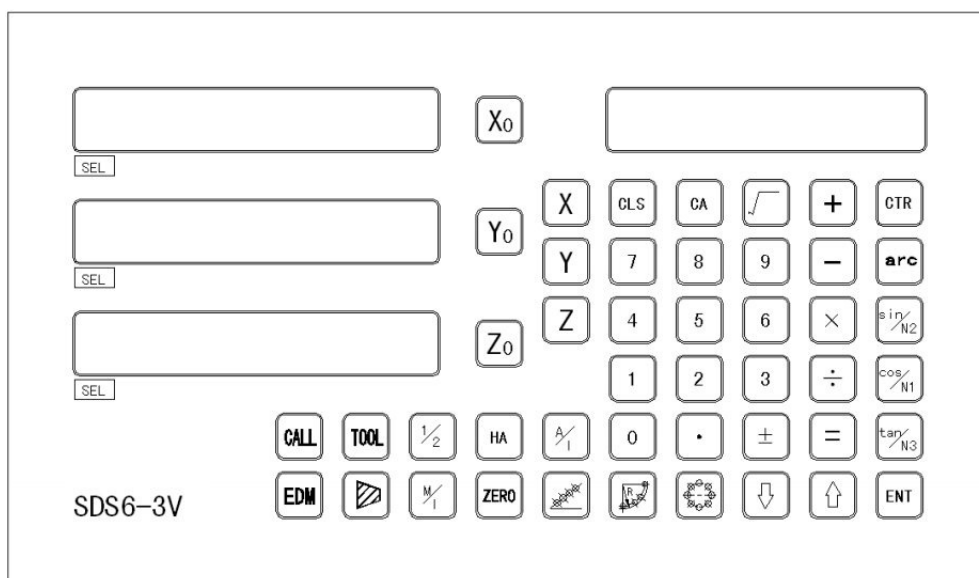 X0
SEL
X CLS CA √ + CTR
Y0
Y 7 8 9 − arc
SEL
Z 4 5 6 × sin/N2
Z0
1 2 3 ÷ cos/N1
SEL
CALL TOOL 1/2 HA A/I 0 · ± = tan/N3
EDM M/I ZERO R ⇩ ⇧ ENT
SDS6-3V